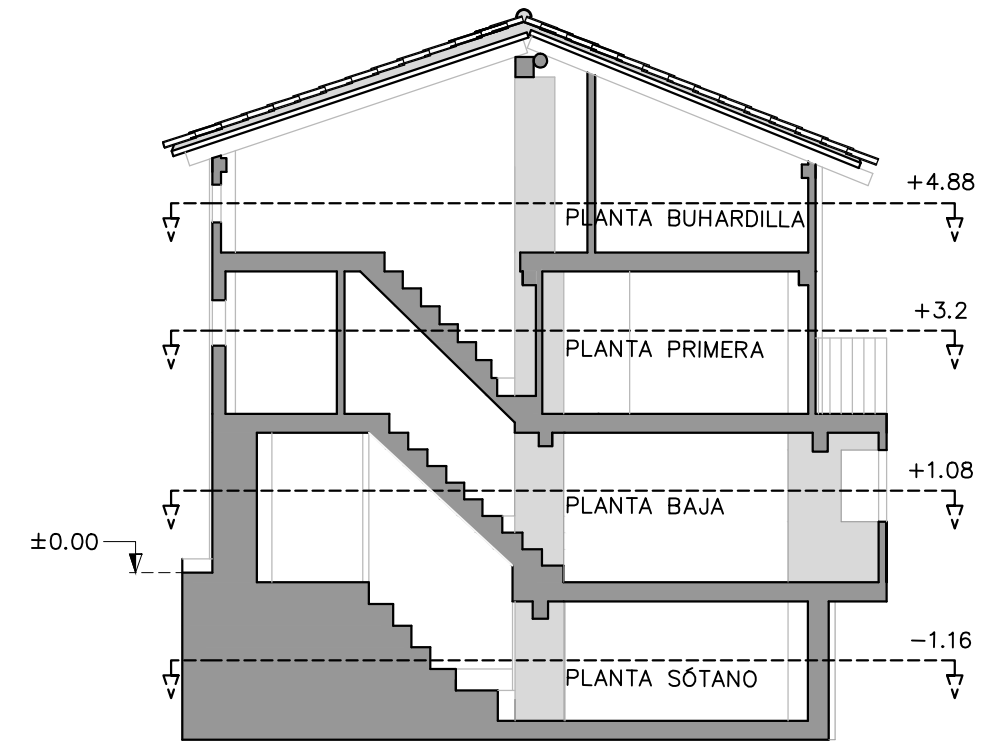 +4.88
PLANTA BUHARDILLA
+3.2
PLANTA PRIMERA
+1.08
PLANTA BAJA
±0.00
−1.16
PLANTA SÓTANO